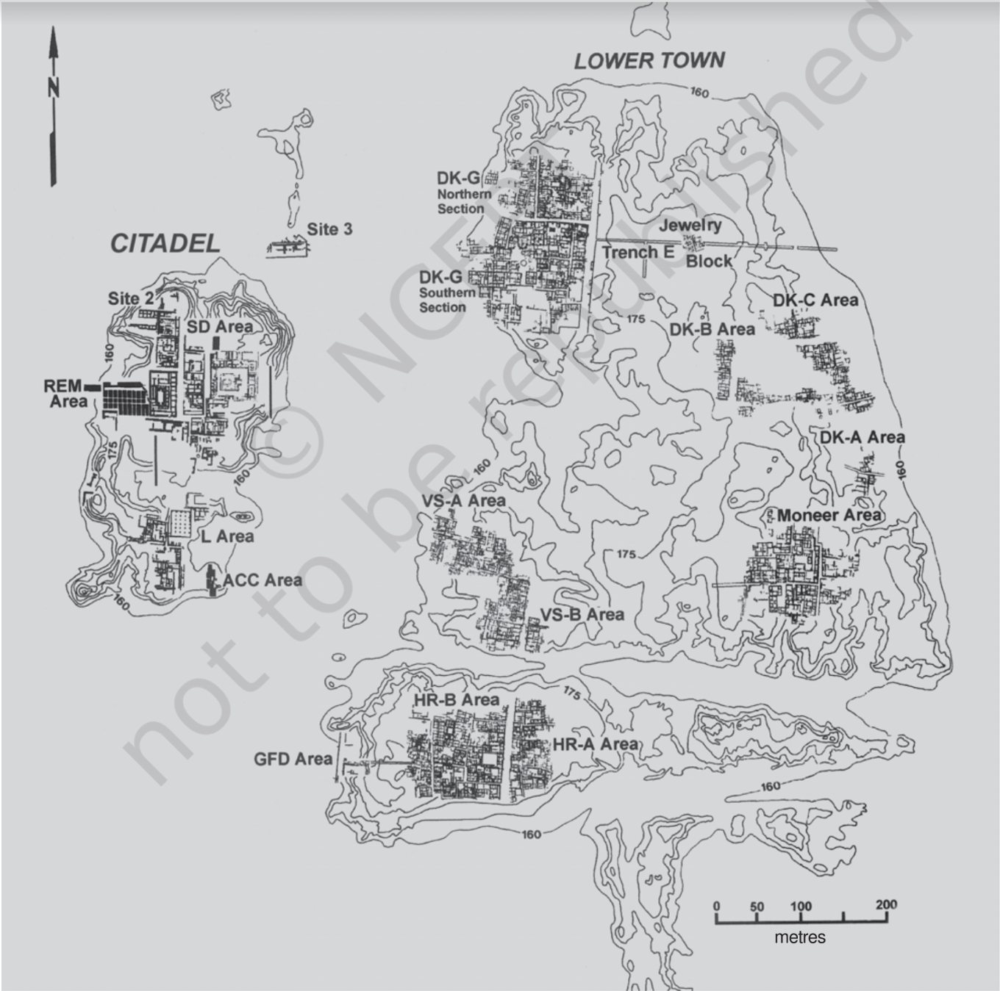 LOWER TOWN
160
N
DK-G
Northern
Section
Site 3
Jewelry
CITADEL
Trench E
Block
DK-G
Southern
Section
Site 2
DK-C Area
SD Area
175
DK-B Area
160
REM
Area
DK-A Area
175
160
160
160
VS-A Area
Moneer Area
L Area
175
ACC Area
160
VS-B Area
175
HR-B Area
HR-A Area
GFD Area
160
160
0 50 100 200
metres
© NCERT
not to be republished